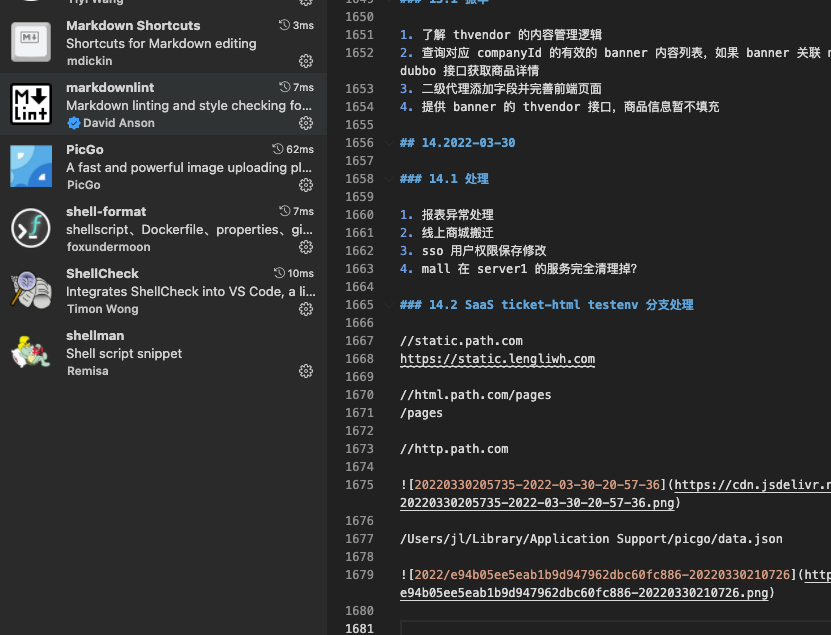 Yiyi Wang
Markdown Shortcuts
3ms
Shortcuts for Markdown editing
mdickin
markdownlint
7ms
Markdown linting and style checking fo...
David Anson
PicGo
62ms
A fast and powerful image uploading pl...
PicGo
shell-format
7ms
shellscript、Dockerfile、properties、gi...
foxundermoon
ShellCheck
10ms
Integrates ShellCheck into VS Code, a li...
Timon Wong
shellman
Shell script snippet
Remisa
1650
1651 1. 了解 thvendor 的内容管理逻辑
1652 2. 查询对应 companyId 的有效的 banner 内容列表，如果 banner 关联
dubbo 接口获取商品详情
1653 3. 二级代理添加字段并完善前端页面
1654 4. 提供 banner 的 thvendor 接口，商品信息暂不填充
1655
1656 ## 14.2022-03-30
1657
1658 ### 14.1 处理
1659
1660 1. 报表异常处理
1661 2. 线上商城搬迁
1662 3. sso 用户权限保存修改
1663 4. mall 在 server1 的服务完全清理掉？
1664
1665 ### 14.2 SaaS ticket-html testenv 分支处理
1666
1667 //static.path.com
1668 https://static.lengliwh.com
1669
1670 //html.path.com/pages
1671 /pages
1672
1673 //http.path.com
1674
1675 ![20220330205735-2022-03-30-20-57-36](https://cdn.jsdelivr.
20220330205735-2022-03-30-20-57-36.png)
1676
1677 /Users/jl/Library/Application Support/picgo/data.json
1678
1679 ![2022/e94b05ee5eab1b9d947962dbc60fc886-20220330210726](http
e94b05ee5eab1b9d947962dbc60fc886-20220330210726.png)
1680
1681